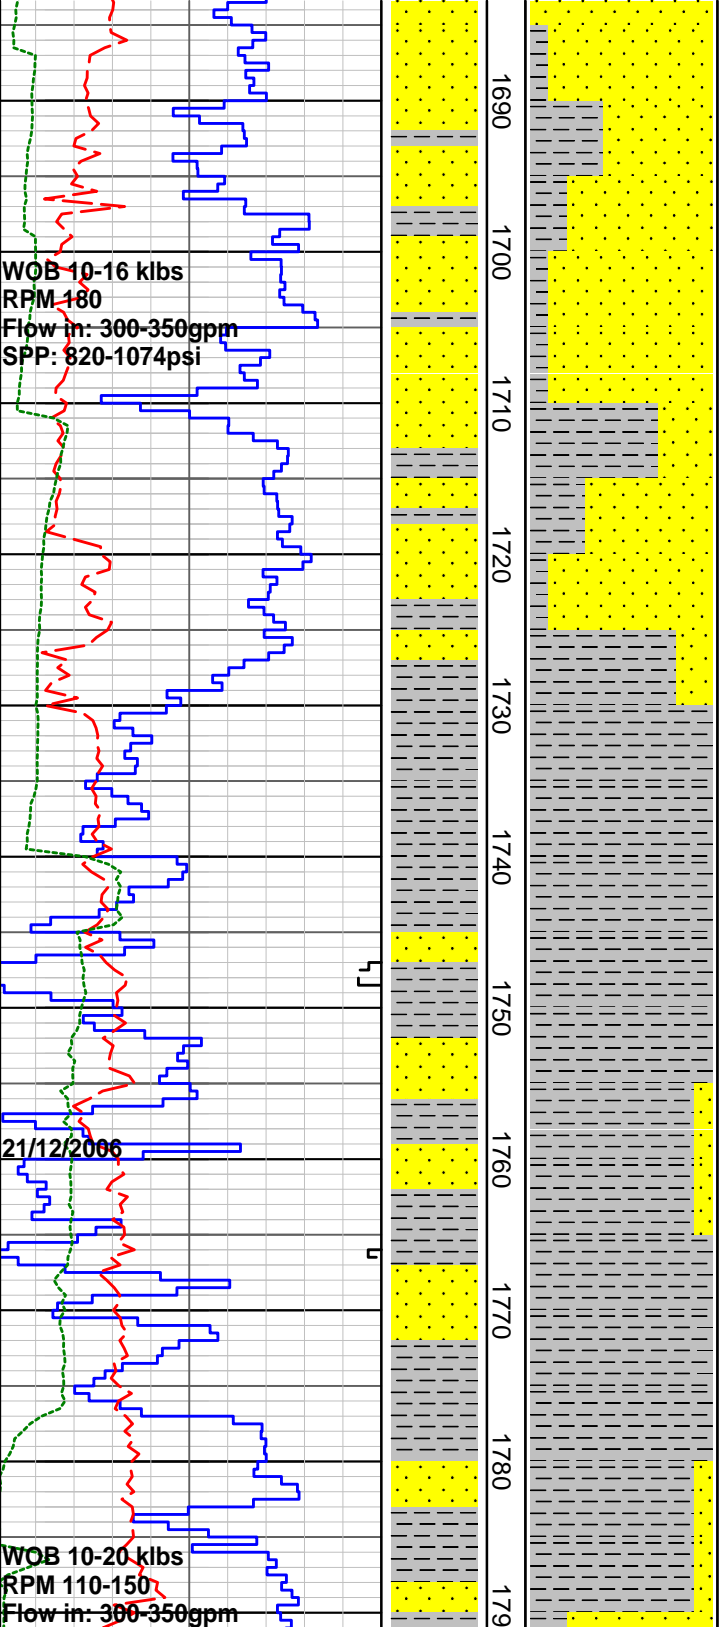 1690
1700
WOB 10-16 klbs
RPM 180
Flow in: 300-350gpm
SPP: 820-1074psi
1710
1720
1730
1740
1750
21/12/2006
1760
1770
1780
WOB 10-20 klbs
RPM 110-150
Flow in: 300-350gpm
179